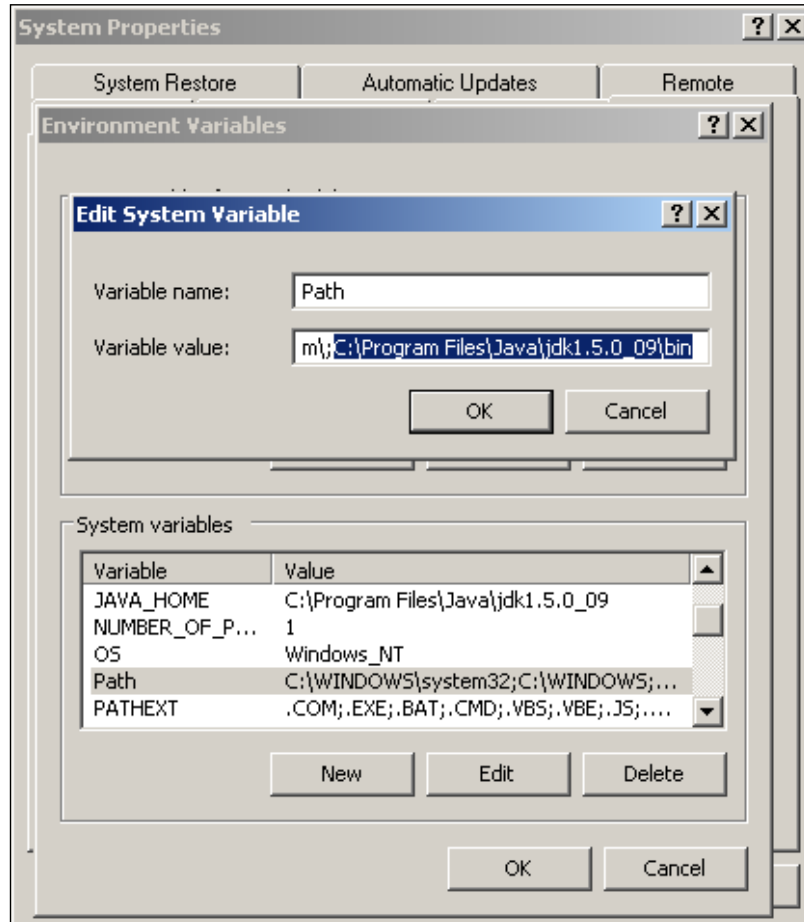 System Properties
System Restore Automatic Updates Remote
Environment Variables
Edit System Variable
Variable name: Path
Variable value: m\;C:\Program Files\Java\jdk1.5.0_09\bin
OK Cancel
System variables
Variable Value
JAVA_HOME C:\Program Files\Java\jdk1.5.0_09
NUMBER_OF_P... 1
OS Windows_NT
Path C:\WINDOWS\system32;C:\WINDOWS;...
PATHEXT .COM;.EXE;.BAT;.CMD;.VBS;.VBE;.JS;....
New Edit Delete
OK Cancel